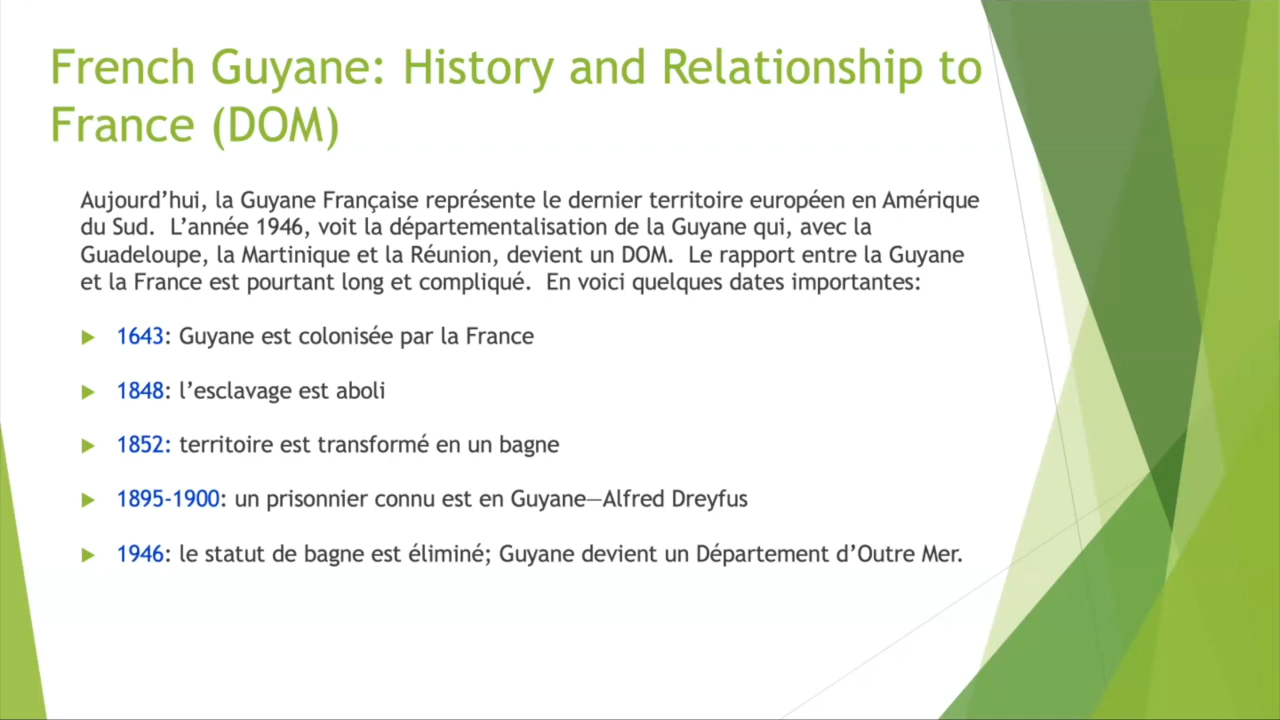 French Guyane: History and Relationship to
France (DOM)
Aujourd’hui, la Guyane Française représente le dernier territoire européen en Amérique
du Sud.  L’année 1946, voit la départementalisation de la Guyane qui, avec la
Guadeloupe, la Martinique et la Réunion, devient un DOM.  Le rapport entre la Guyane
et la France est pourtant long et compliqué.  En voici quelques dates importantes:
1643: Guyane est colonisée par la France
1848: l’esclavage est aboli
1852: territoire est transformé en un bagne
1895-1900: un prisonnier connu est en Guyane—Alfred Dreyfus
1946: le statut de bagne est éliminé; Guyane devient un Département d’Outre Mer.